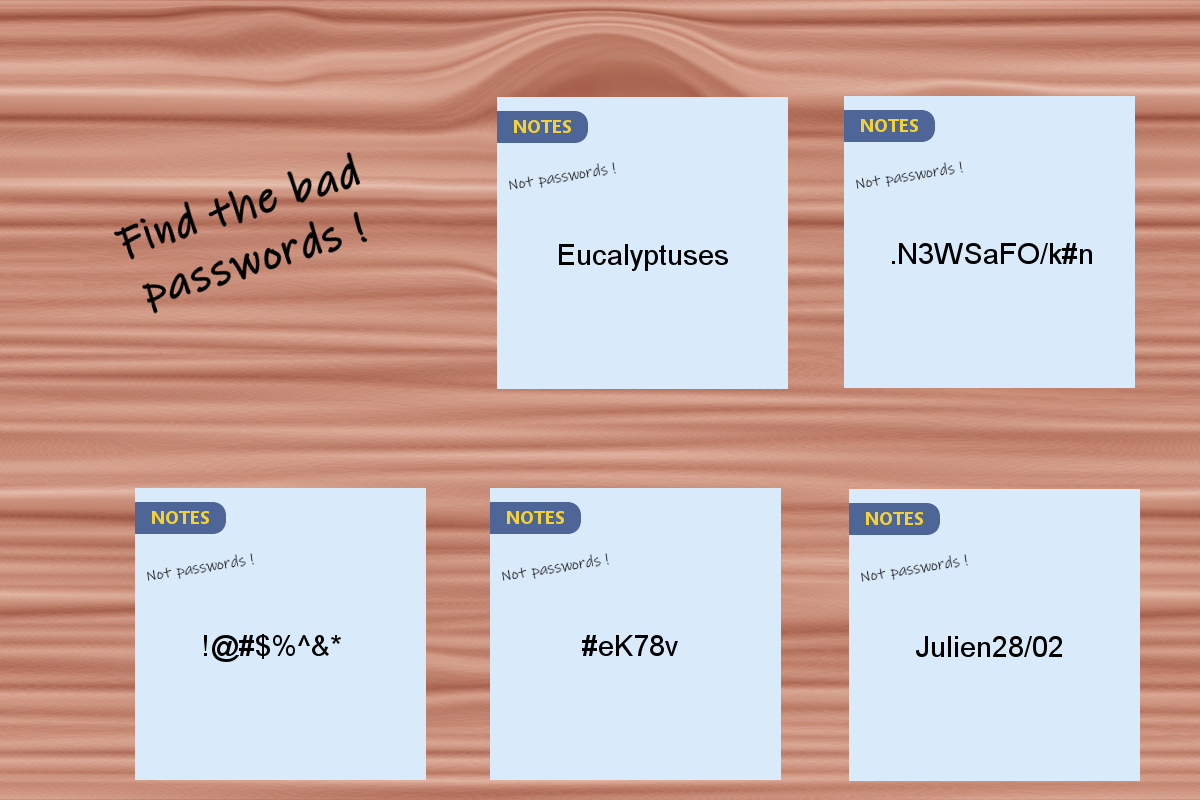 Find the bad
passwords !
NOTES
Not passwords !
Eucalyptuses
NOTES
Not passwords !
.N3WSaFO/k#n
NOTES
Not passwords !
!@#$%^&*
NOTES
Not passwords !
#eK78v
NOTES
Not passwords !
Julien28/02